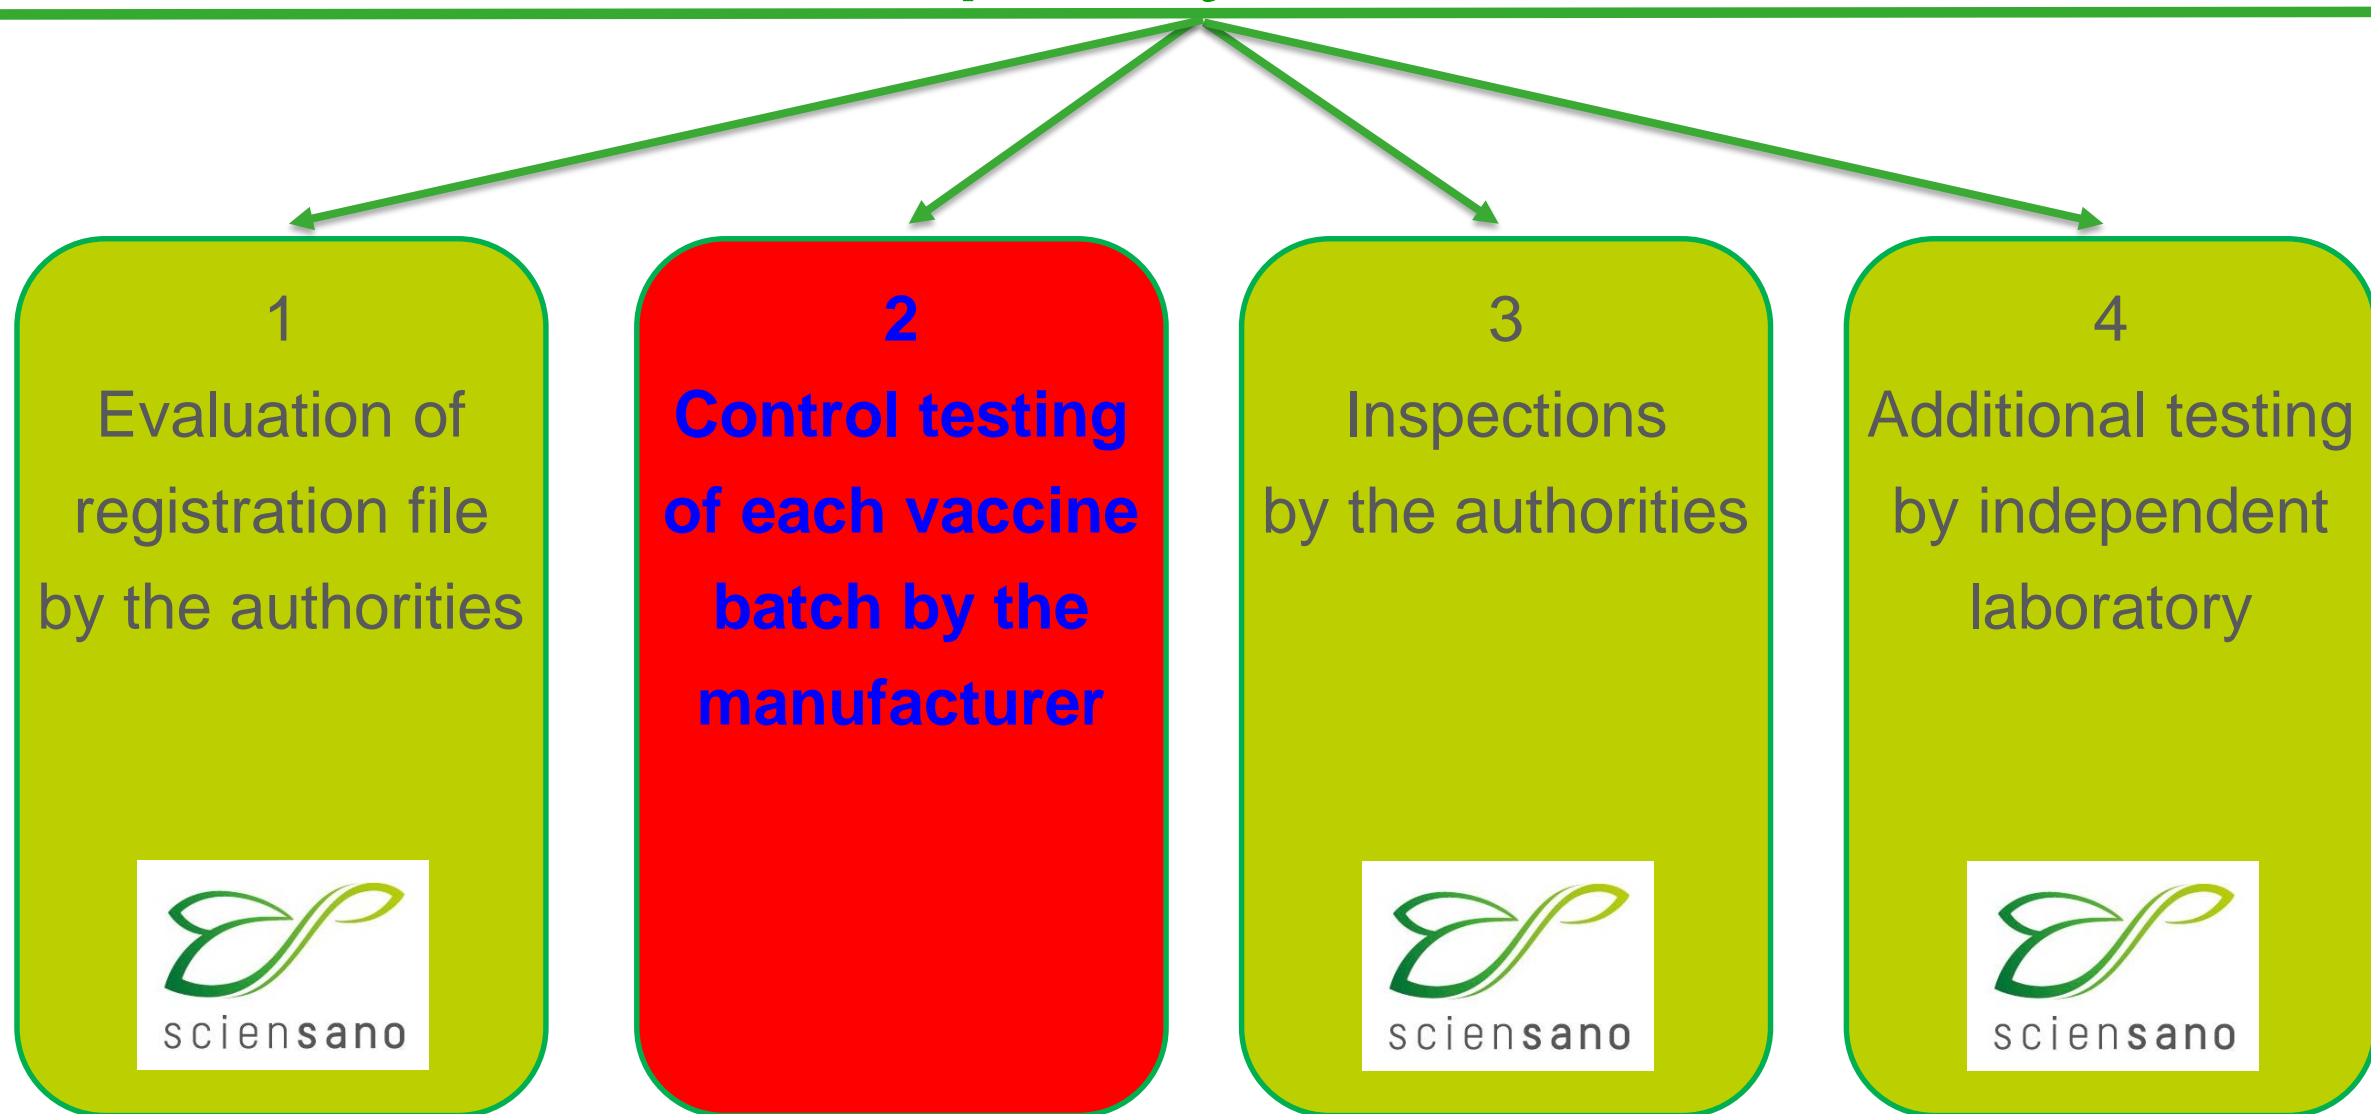 1
Evaluation of
registration file
by the authorities
sciensano
2
Control testing
of each vaccine
batch by the
manufacturer
3
Inspections
by the authorities
sciensano
4
Additional testing
by independent
laboratory
sciensano